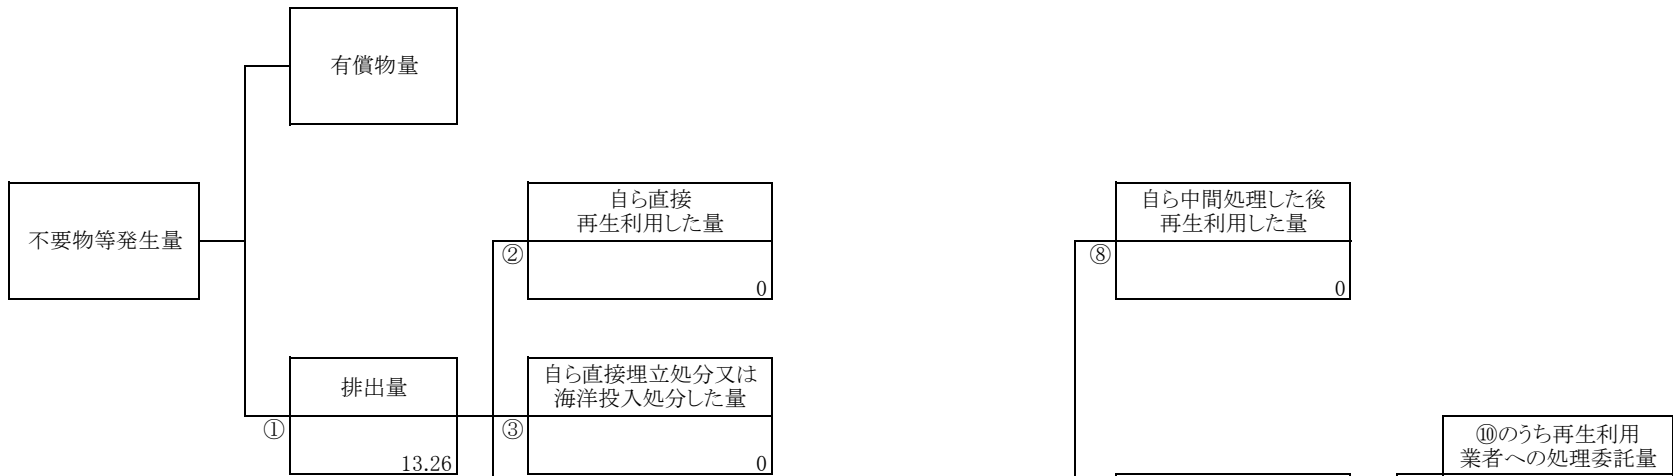 有償物量
不要物等発生量
自ら直接
再生利用した量
②
0
自ら中間処理した後
再生利用した量
⑧
0
排出量
①
13.26
自ら直接埋立処分又は
海洋投入処分した量
③
0
⑩のうち再生利用
業者への処理委託量